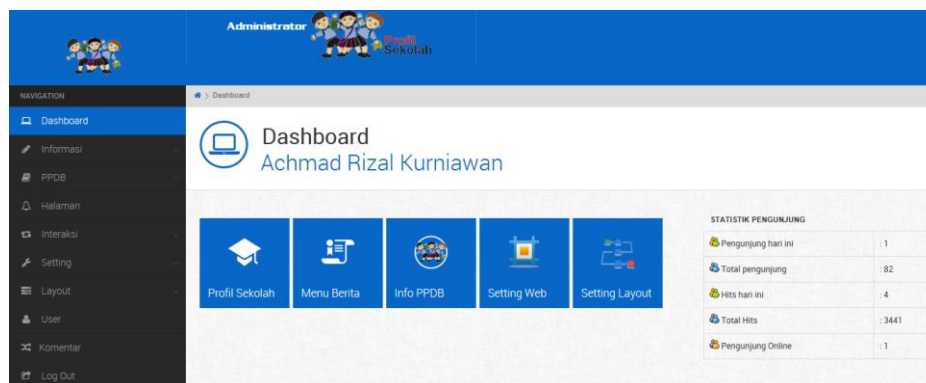 Administrator
Profil
Sekolah
NAVIGATION
Dashboard
Informasi
PPDB
Halaman
Interaksi
Setting
Layout
User
Komentar
Log Out
> Dashboard
Dashboard
Achmad Rizal Kurniawan
Profil Sekolah
Menu Berita
Info PPDB
Setting Web
Setting Layout
STATISTIK PENGUNJUNG
Pengunjung hari ini : 1
Total pengunjung : 82
Hits hari ini : 4
Total Hits : 3441
Pengunjung Online : 1